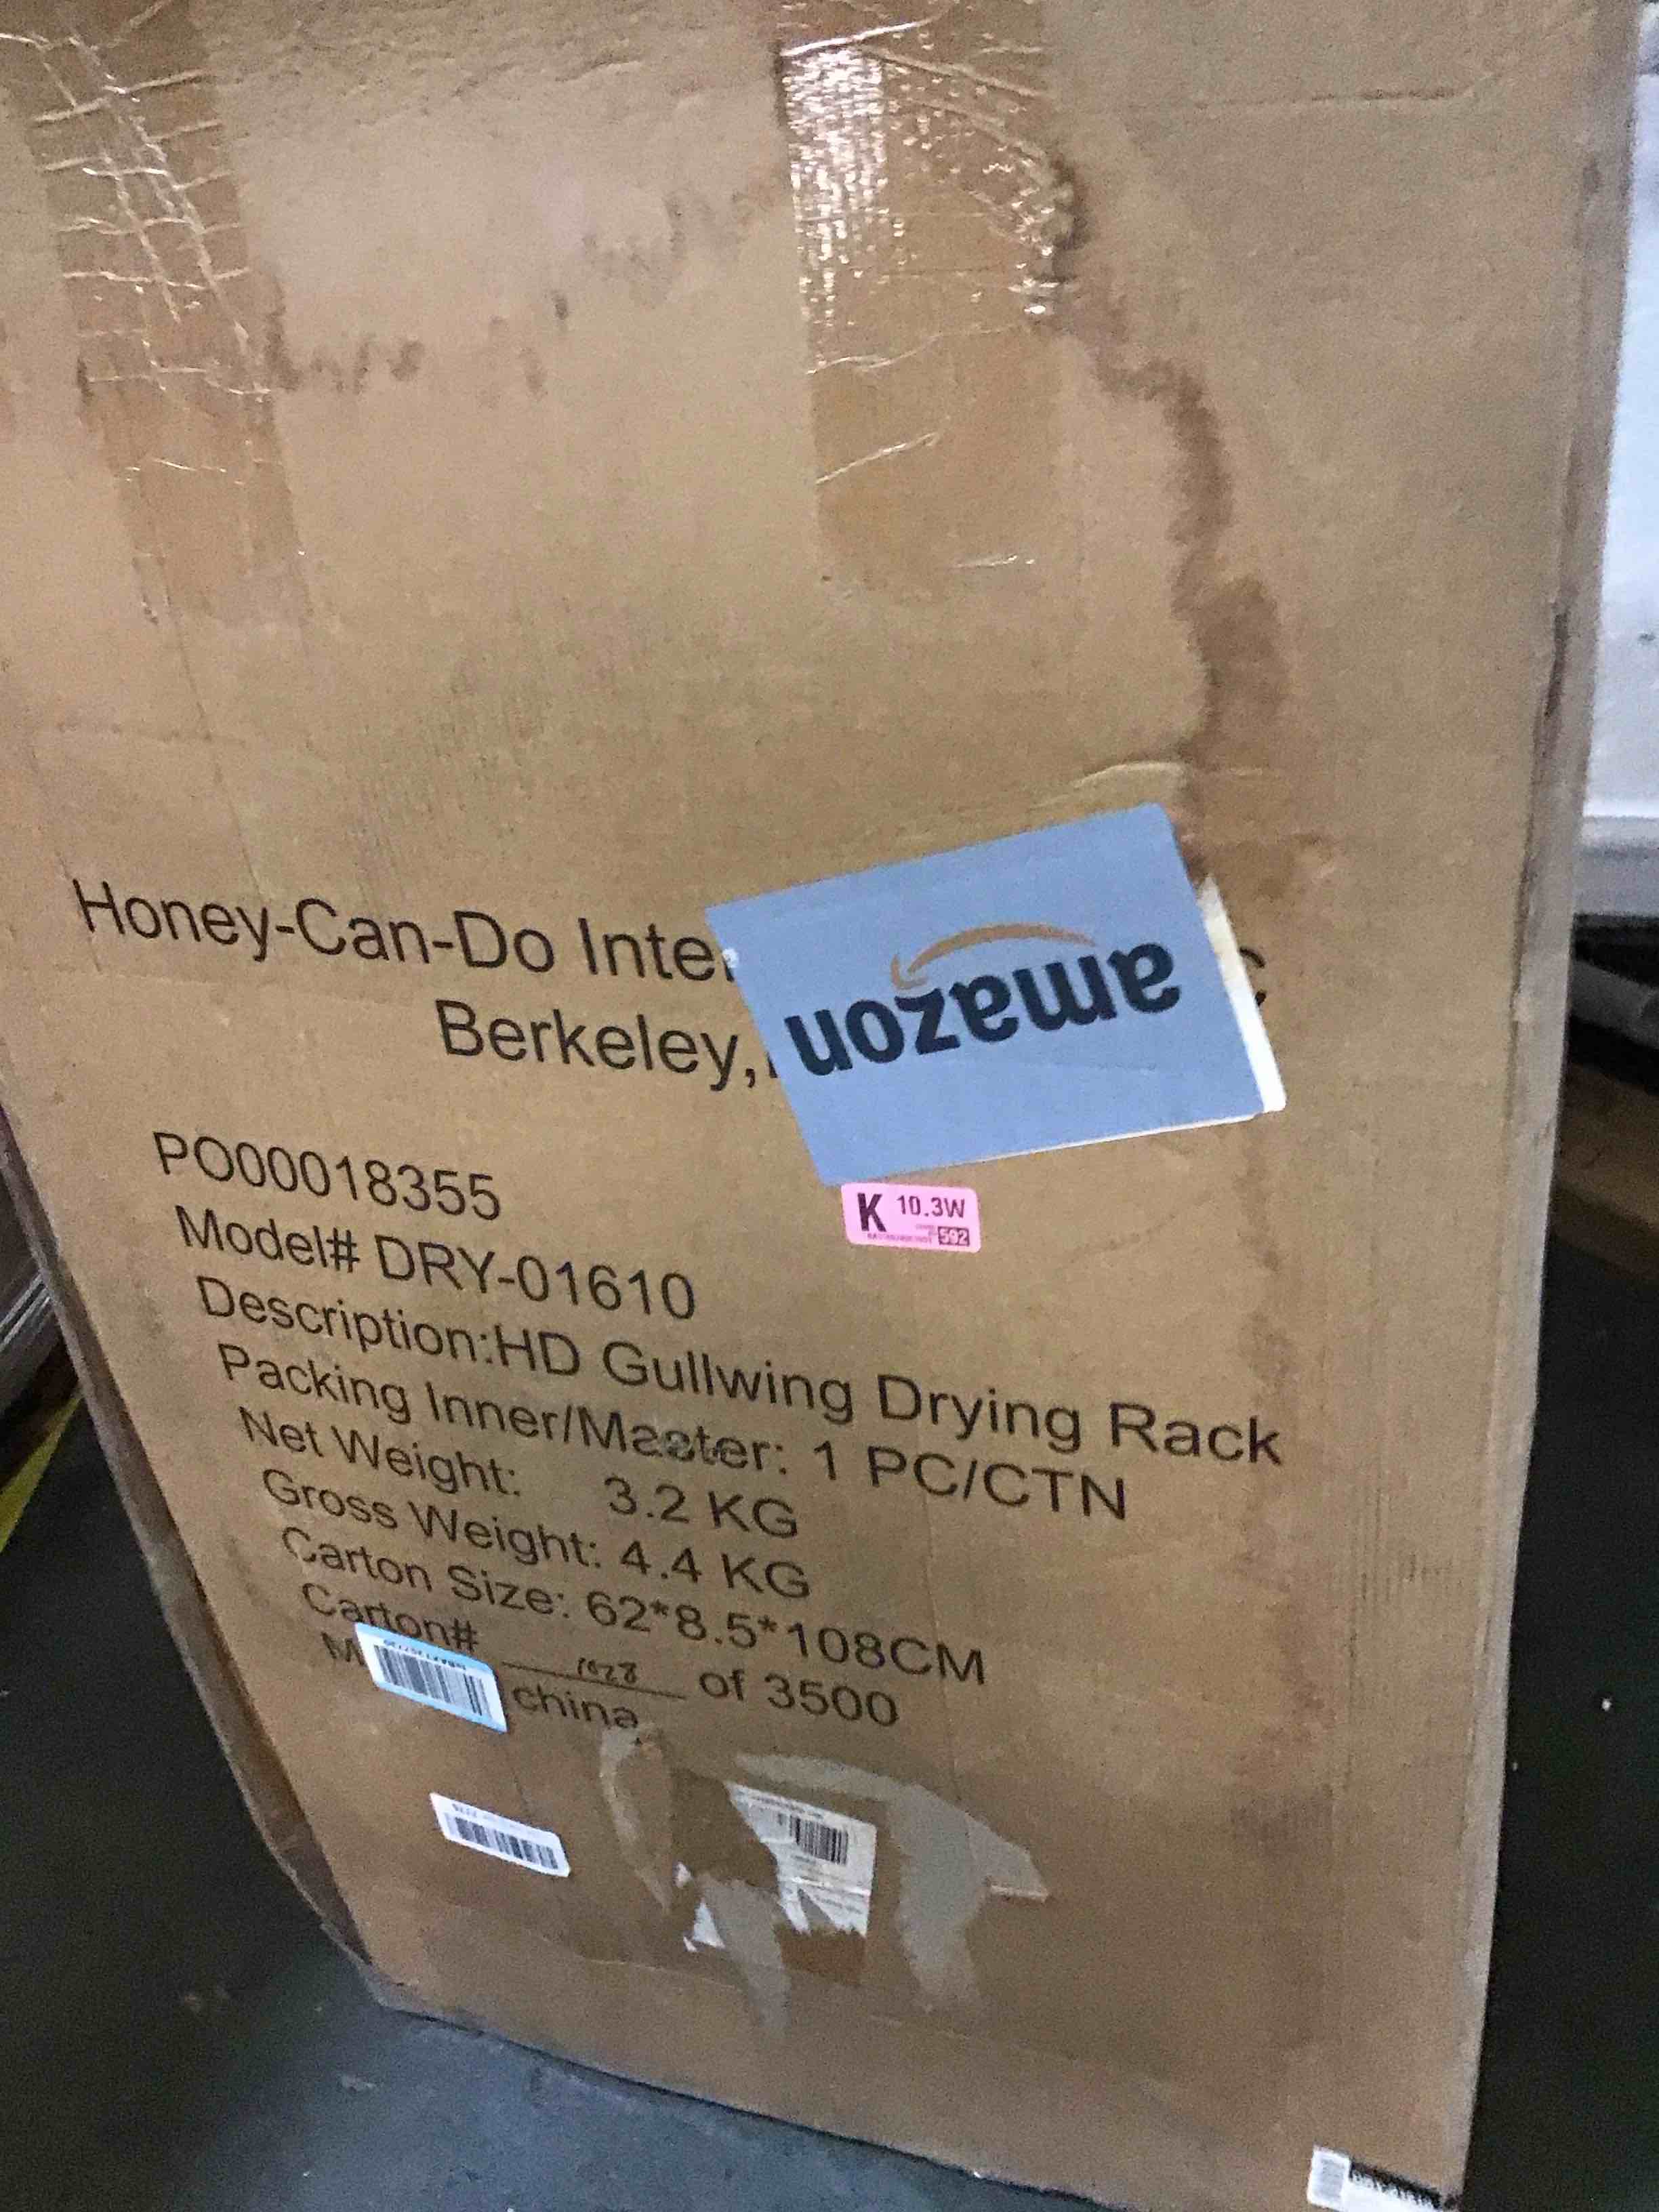 Honey-Can-Do Inte
Berkeley,
amazon
PO00018355
K 10.3W
592
Model# DRY-01610
Description:HD Gullwing Drying Rack
Packing Inner/Master: 1 PC/CTN
Net Weight: 3.2 KG
Gross Weight: 4.4 KG
Carton Size: 62*8.5*108CM
Carton# 1028 of 3500
china